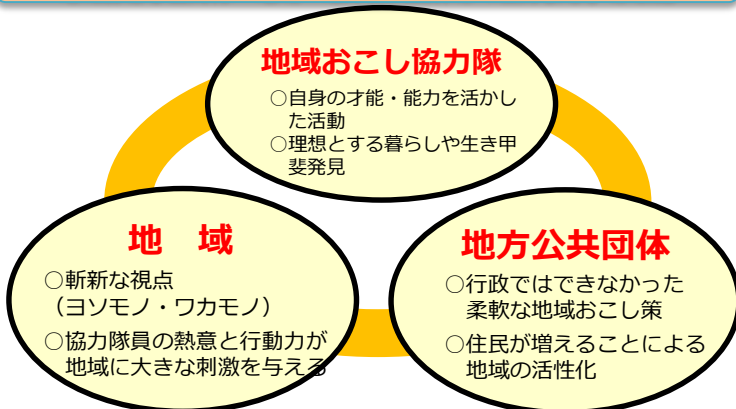 地域おこし協力隊
○自身の才能・能力を活かし
た活動
○理想とする暮らしや生き甲
斐発見
地　域
○斬新な視点
（ヨソモノ・ワカモノ）
○協力隊員の熱意と行動力が
地域に大きな刺激を与える
地方公共団体
○行政ではできなかった
柔軟な地域おこし策
○住民が増えることによる
地域の活性化